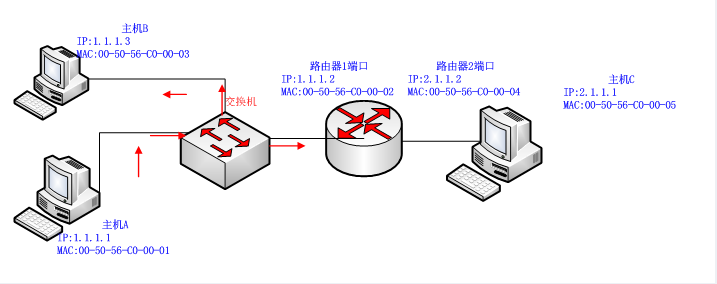 主机B
IP:1.1.1.3
MAC:00-50-56-C0-00-03
路由器1端口
IP:1.1.1.2
MAC:00-50-56-C0-00-02
路由器2端口
IP:2.1.1.2
MAC:00-50-56-C0-00-04
主机C
IP:2.1.1.1
MAC:00-50-56-C0-00-05
交换机
主机A
IP:1.1.1.1
MAC:00-50-56-C0-00-01